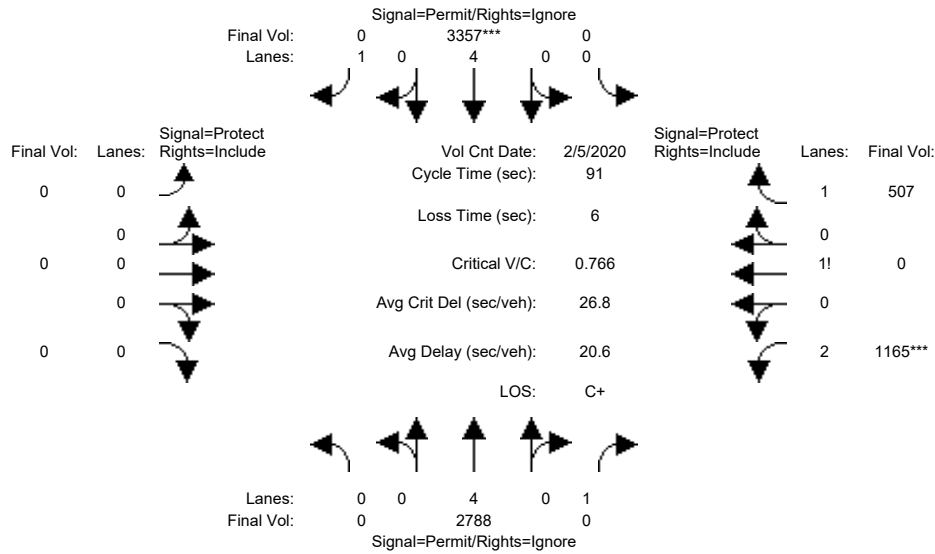 Signal=Permit/Rights=Ignore
Final Vol: 0 3357*** 0
Lanes: 1 0 4 0 0
Signal=Protect Signal=Protect
Final Vol: Lanes: Rights=Include Vol Cnt Date: 2/5/2020 Rights=Include Lanes: Final Vol:
Cycle Time (sec): 91
0 0 1 507
Loss Time (sec): 6
0 0
0 0 Critical V/C: 0.766 1! 0
0 Avg Crit Del (sec/veh): 26.8 0
0 0 Avg Delay (sec/veh): 20.6 2 1165***
LOS: C+
Lanes: 0 0 4 0 1
Final Vol: 0 2788 0
Signal=Permit/Rights=Ignore